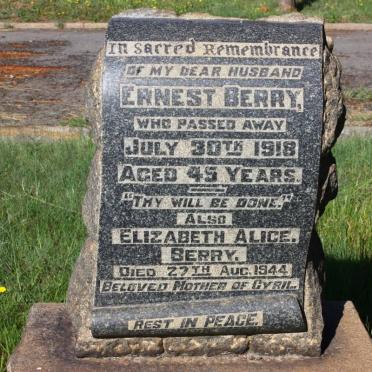 In Sacred Remembrance
OF MY DEAR HUSBAND
ERNEST BERRY,
WHO PASSED AWAY
JULY 30TH 1918
AGED 45 YEARS.
"THY WILL BE DONE."
ALSO
ELIZABETH ALICE.
BERRY.
DIED 27TH AUG. 1944.
BELOVED MOTHER OF CYRIL.
REST IN PEACE.